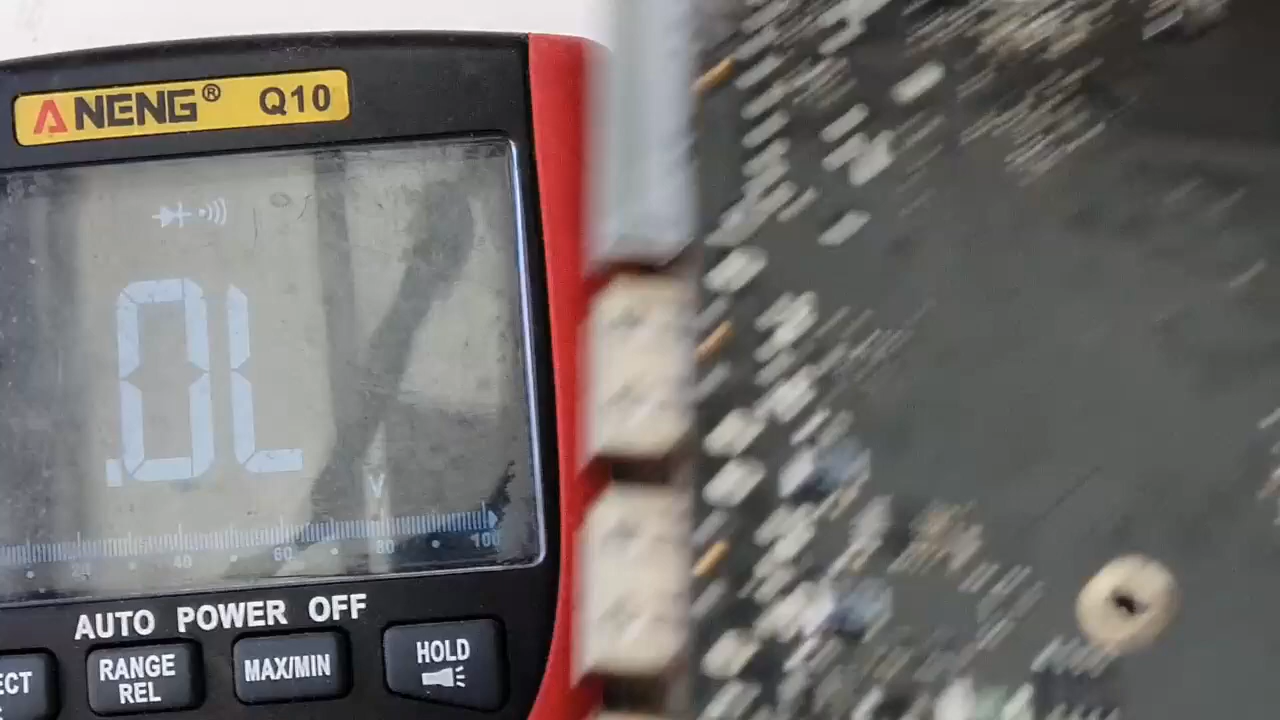 ANENG® Q10
.0L
V
20 40 60 80 100
AUTO POWER OFF
ECT
RANGE REL
MAX/MIN
HOLD